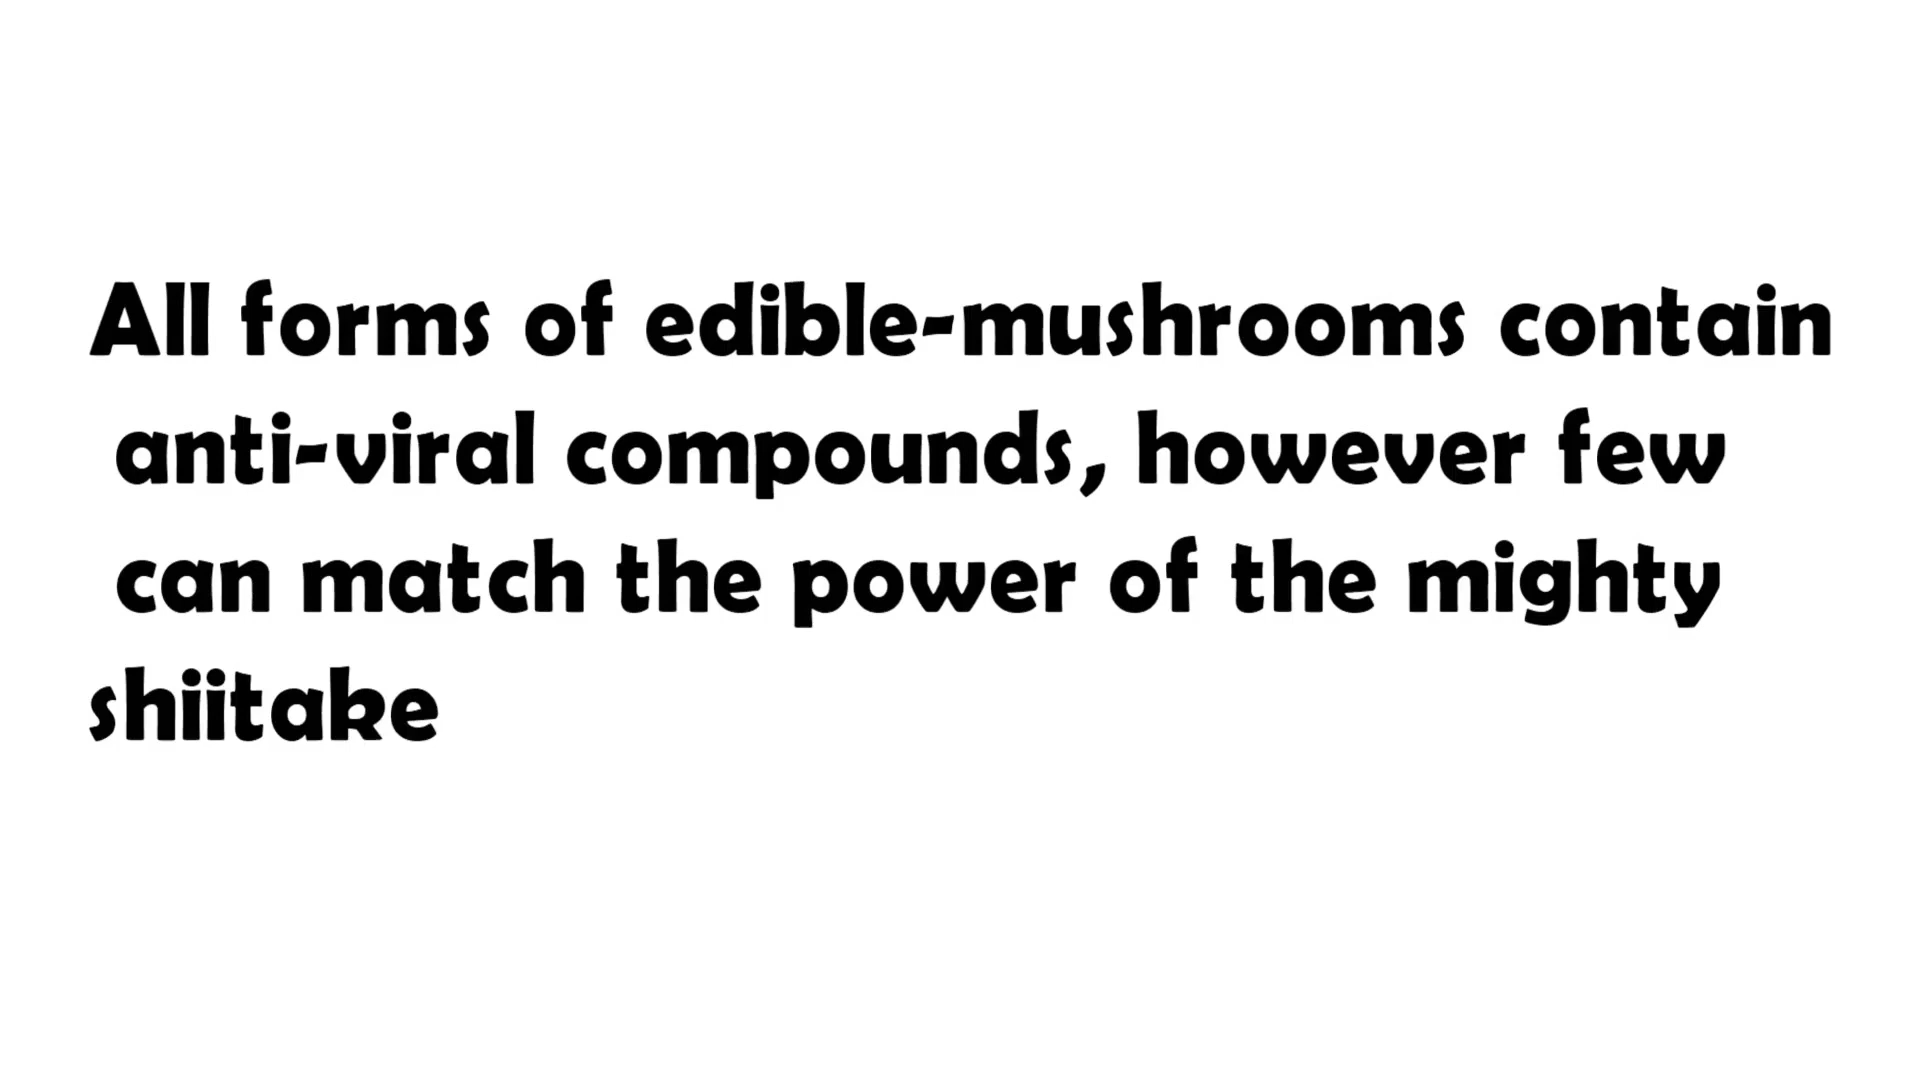 All forms of edible-mushrooms contain
anti-viral compounds, however few
can match the power of the mighty
shiitake